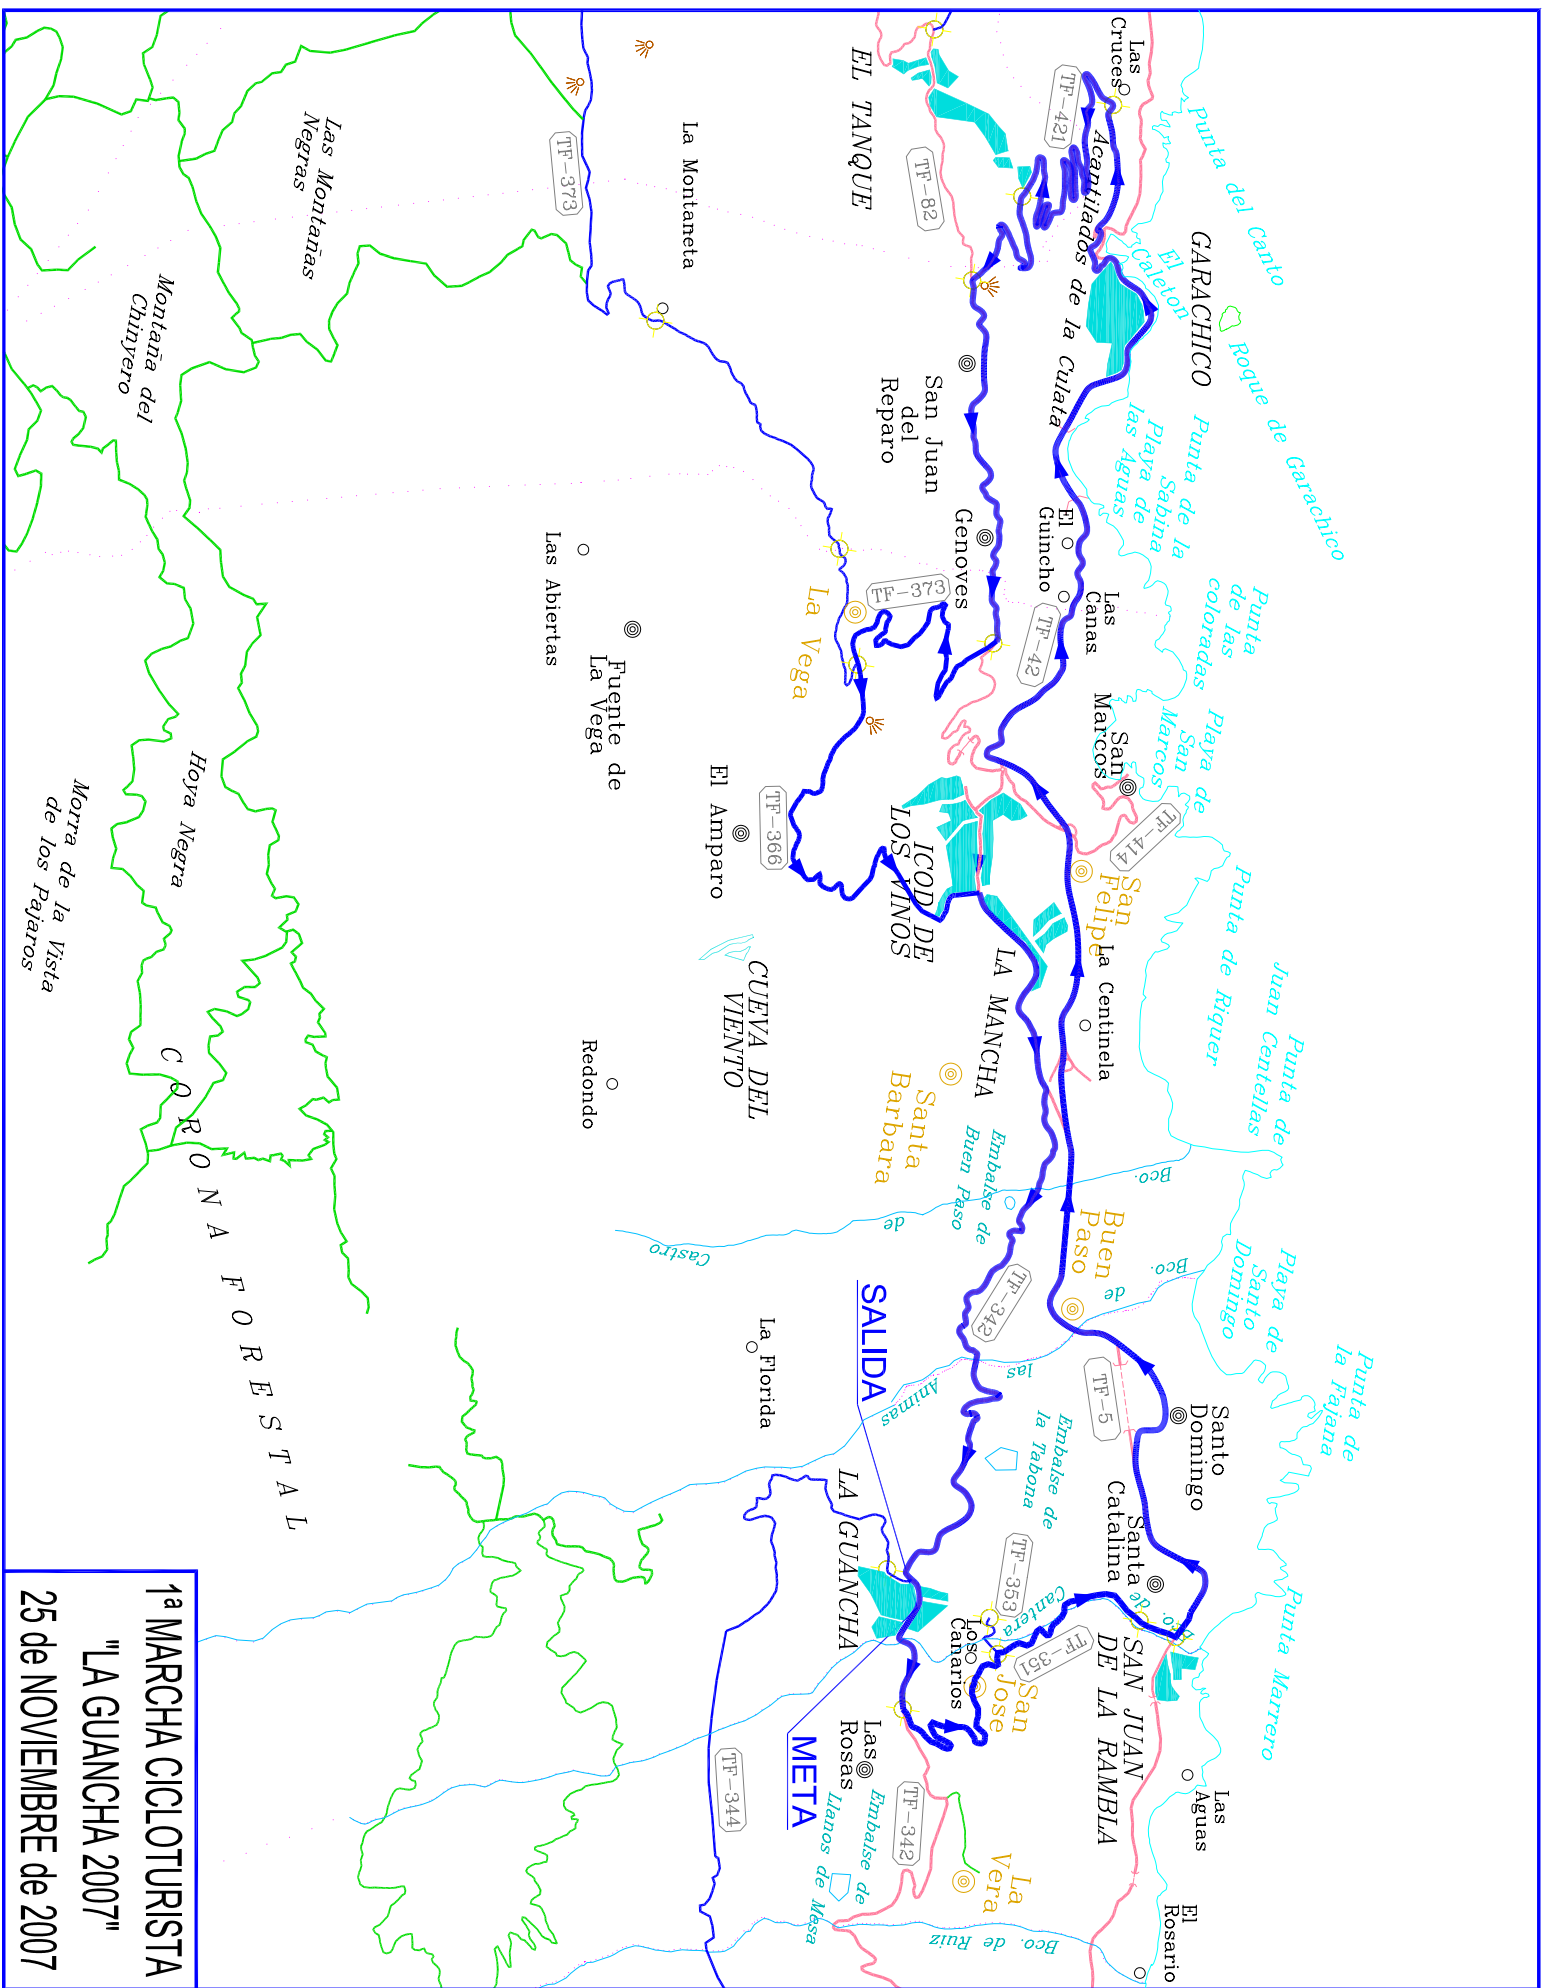 Las
Cruces
Punta del Canto
TF-421
Acantilados de la Culata
EL TANQUE
TF-82
GARACHICO
El
Caleton
Roque de Garachico
La Montaneta
TF-373
Las Montañas
Negras
Montaña del
Chinyero
San Juan
del
Reparo
Punta de la
Sabina
Playa de
las Aguas
El
Guincho
Genoves
Las
Canas
TF-42
Punta
de las
coloradas
Playa de
San
Marcos
San
Marcos
TF-414
TF-373
La Vega
Las Abiertas
Fuente de
La Vega
El Amparo
TF-366
ICOD DE
LOS VINOS
San
Felipe
Punta de Riquer
La Centinela
LA MANCHA
Punta de
Juan Centellas
Hoya Negra
Morra de la Vista
de los Pajaros
CUEVA DEL
VIENTO
Redondo
Santa
Barbara
Embalse de
Buen Paso
Bco.
de
Castro
Buen
Paso
Bco.
de
las
Animas
Playa de
Santo
Domingo
Punta de
la Fajana
TF-342
TF-5
Santo
Domingo
SALIDA
La Florida
Embalse de
la Tabona
Santa
Catalina
CORONA FORESTAL
LA GUANCHA
TF-353
Los
Canarios
Bco. de
Cantera
TF-351
San
Jose
SAN JUAN
DE LA RAMBLA
Punta Marrero
Las
Rosas
META
TF-344
TF-342
Embalse de
Llanos de Mesa
La
Vera
Las
Aguas
El
Rosario
Bco. de Ruiz
1ª MARCHA CICLOTURISTA
"LA GUANCHA 2007"
25 de NOVIEMBRE de 2007